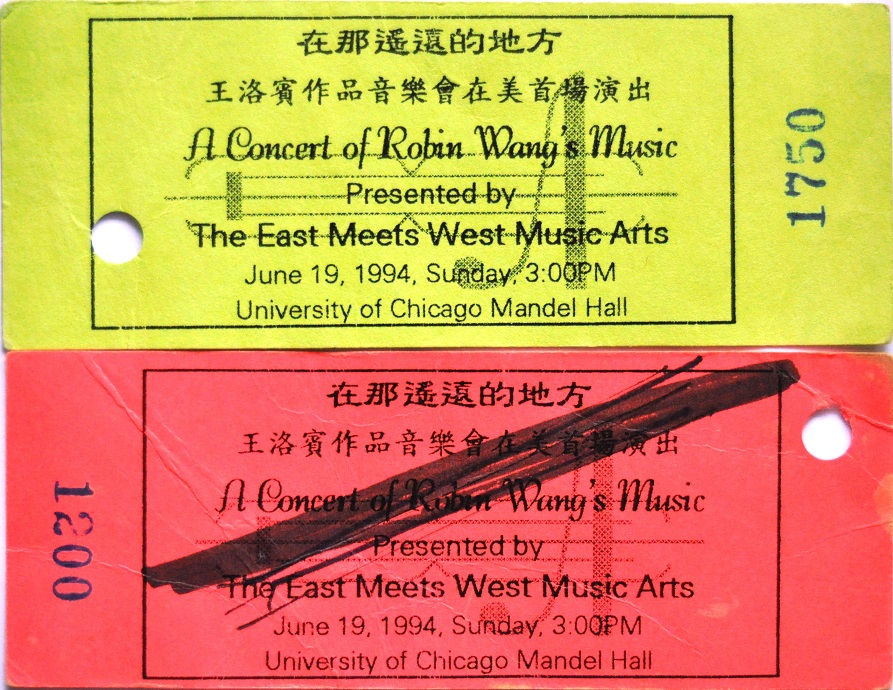 在那遙遠的地方
王洛賓作品音樂會在美首場演出
A Concert of Robin Wang's Music
Presented by
The East Meets West Music Arts
June 19, 1994, Sunday, 3:00PM
University of Chicago Mandel Hall
1750
在那遙遠的地方
王洛賓作品音樂會在美首場演出
A Concert of Robin Wang's Music
Presented by
The East Meets West Music Arts
June 19, 1994, Sunday, 3:00PM
University of Chicago Mandel Hall
1200